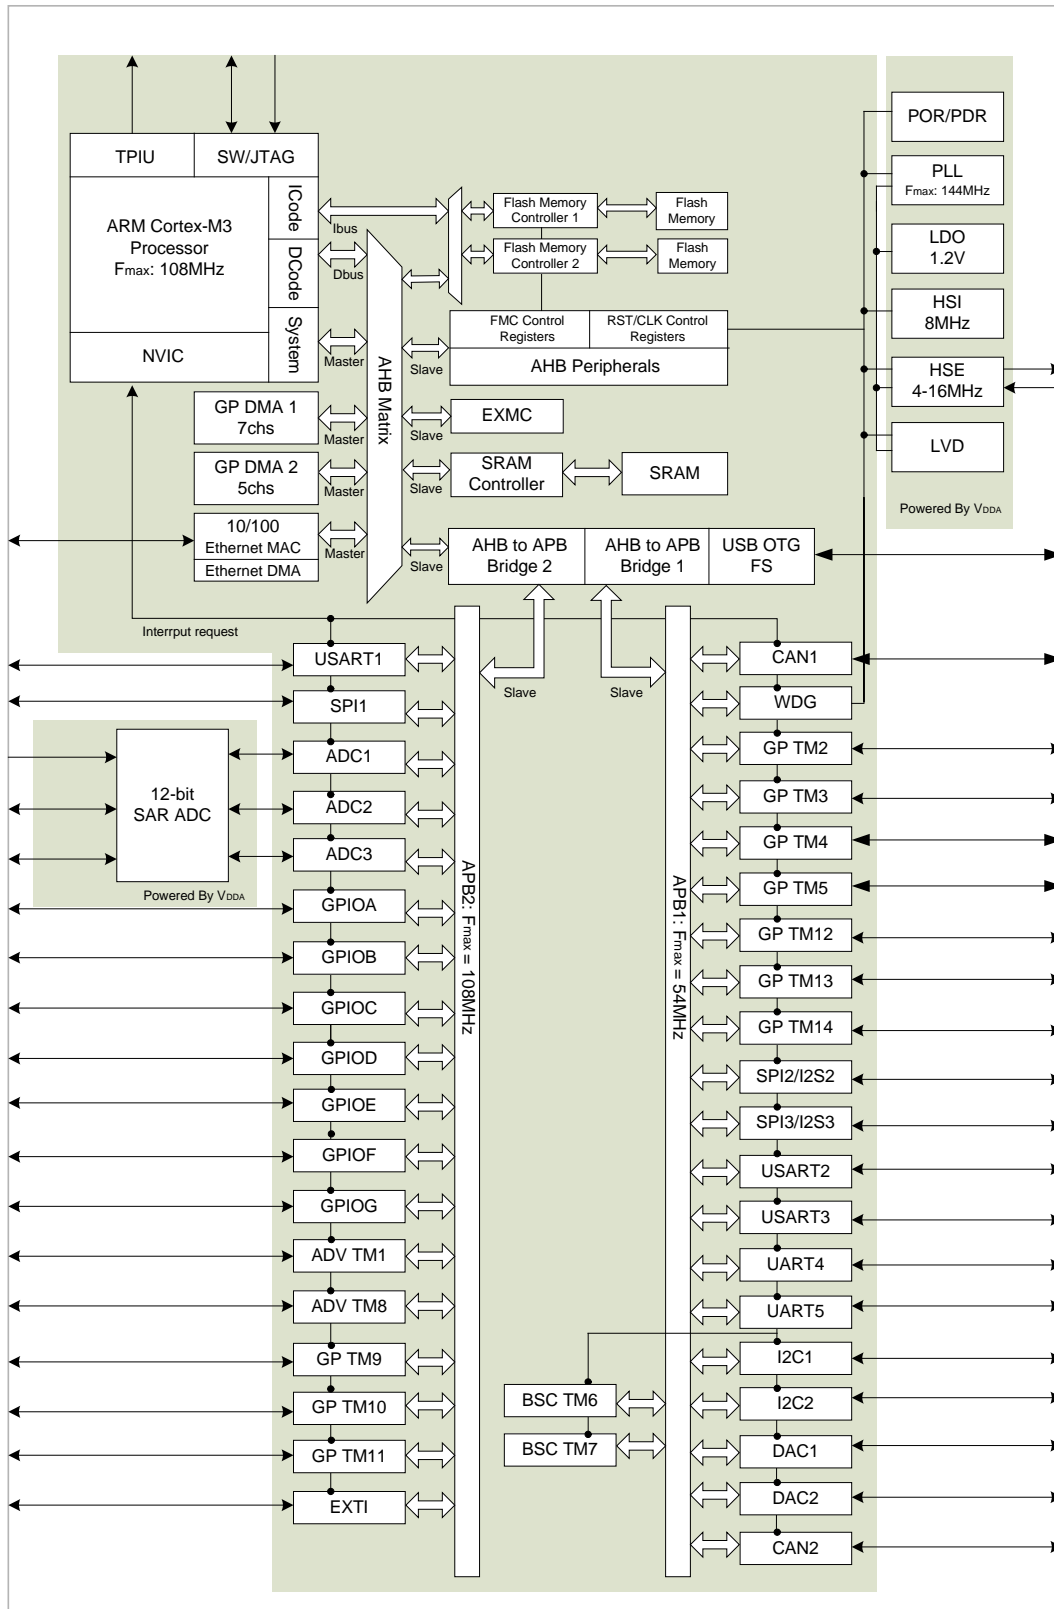 TPIU
SW/JTAG
ARM Cortex-M3
Processor
Fmax: 108MHz
ICode
DCode
System
NVIC
Ibus
Dbus
Master
Slave
AHB Matrix
Flash Memory
Controller 1
Flash
Memory
Flash Memory
Controller 2
Flash
Memory
FMC Control
Registers
RST/CLK Control
Registers
AHB Peripherals
GP DMA 1
7chs
Master
Slave
EXMC
GP DMA 2
5chs
Master
Slave
SRAM
Controller
SRAM
10/100
Ethernet MAC
Ethernet DMA
Master
Slave
AHB to APB
Bridge 2
AHB to APB
Bridge 1
USB OTG
FS
POR/PDR
PLL
Fmax: 144MHz
LDO
1.2V
HSI
8MHz
HSE
4-16MHz
LVD
Powered By VDDA
Interrput request
Slave
Slave
12-bit
SAR ADC
Powered By VDDA
USART1
SPI1
ADC1
ADC2
ADC3
GPIOA
GPIOB
GPIOC
GPIOD
GPIOE
GPIOF
GPIOG
ADV TM1
ADV TM8
GP TM9
GP TM10
GP TM11
EXTI
APB2: Fmax = 108MHz
BSC TM6
BSC TM7
APB1: Fmax = 54MHz
CAN1
WDG
GP TM2
GP TM3
GP TM4
GP TM5
GP TM12
GP TM13
GP TM14
SPI2/I2S2
SPI3/I2S3
USART2
USART3
UART4
UART5
I2C1
I2C2
DAC1
DAC2
CAN2